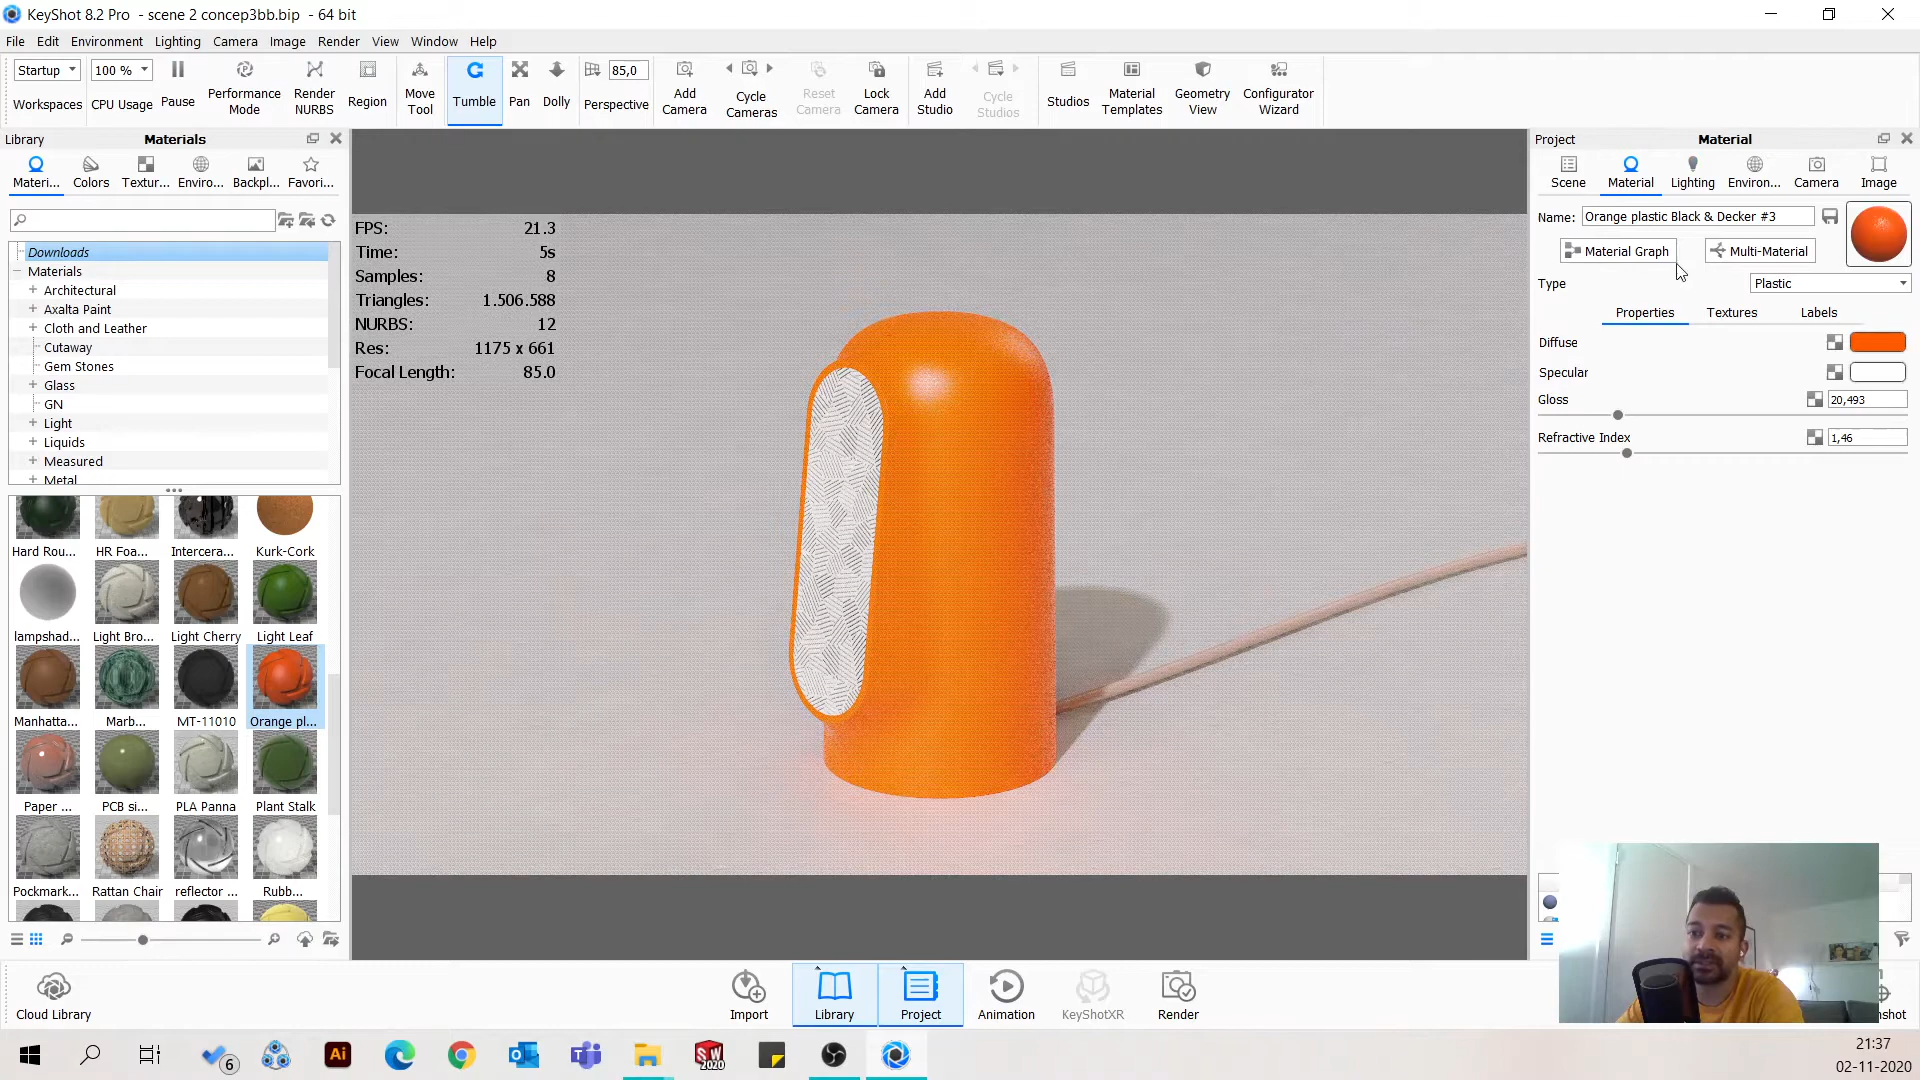 KeyShot 8.2 Pro  - scene 2 concep3bb.bip  - 64 bit
File Edit Environment Lighting Camera Image Render View Window Help
Startup 100 % 85,0
Workspaces CPU Usage Pause Performance Mode Render NURBS Region Move Tool Tumble Pan Dolly Perspective Add Camera Cycle Cameras Reset Camera Lock Camera Add Studio Cycle Studios Studios Material Templates Geometry View Configurator Wizard
Library Materials
Materi... Colors Textur... Enviro... Backpl... Favori...
Downloads
Materials
Architectural
Axalta Paint
Cloth and Leather
Cutaway
Gem Stones
Glass
GN
Light
Liquids
Measured
Metal
Hard Rou... HR Foa... Intercera... Kurk-Cork
lampshad... Light Bro... Light Cherry Light Leaf
Manhatta... Marb... MT-11010 Orange pl...
Paper ... PCB si... PLA Panna Plant Stalk
Pockmark... Rattan Chair reflector ... Rubb...
FPS: 21.3
Time: 5s
Samples: 8
Triangles: 1.506.588
NURBS: 12
Res: 1175 x 661
Focal Length: 85.0
Project Material
Scene Material Lighting Environ... Camera Image
Name: Orange plastic Black & Decker #3
Material Graph Multi-Material
Type Plastic
Properties Textures Labels
Diffuse
Specular
Gloss 20,493
Refractive Index 1,46
Cloud Library Import Library Project Animation KeyShotXR Render shot
6 Ai SW 2020
21:37
02-11-2020